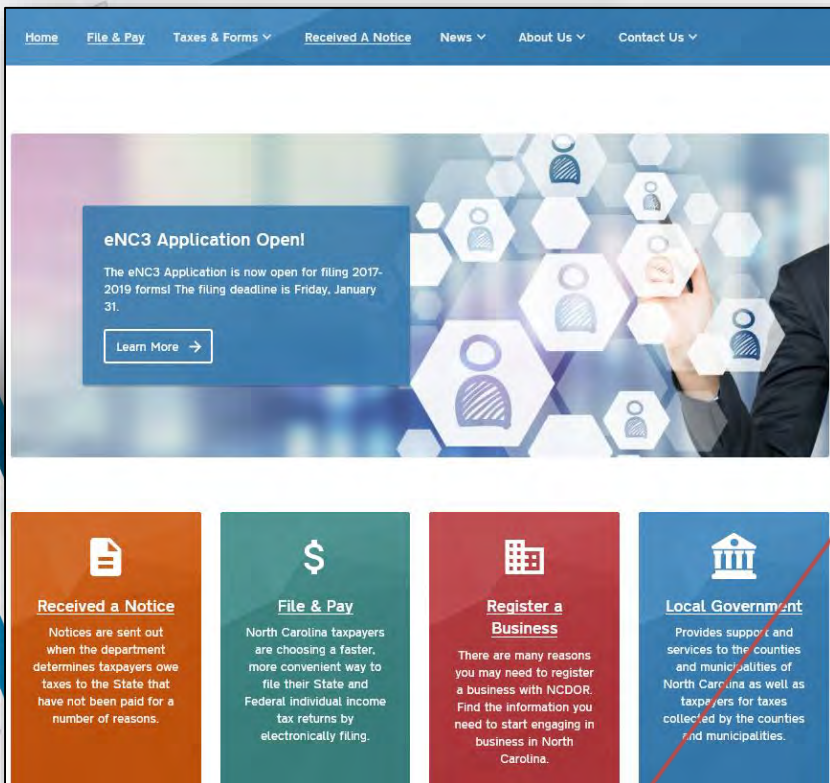 Home File & Pay Taxes & Forms Received A Notice News About Us Contact Us
eNC3 Application Open!
The eNC3 Application is now open for filing 2017-
2019 forms! The filing deadline is Friday, January
31.
Learn More →
Received a Notice
Notices are sent out
when the department
determines taxpayers owe
taxes to the State that
have not been paid for a
number of reasons.
File & Pay
North Carolina taxpayers
are choosing a faster,
more convenient way to
file their State and
Federal individual income
tax returns by
electronically filing.
Register a
Business
There are many reasons
you may need to register
a business with NCDOR.
Find the information you
need to start engaging in
business in North
Carolina.
Local Government
Provides support and
services to the counties
and municipalities of
North Carolina as well as
taxpayers for taxes
collected by the counties
and municipalities.